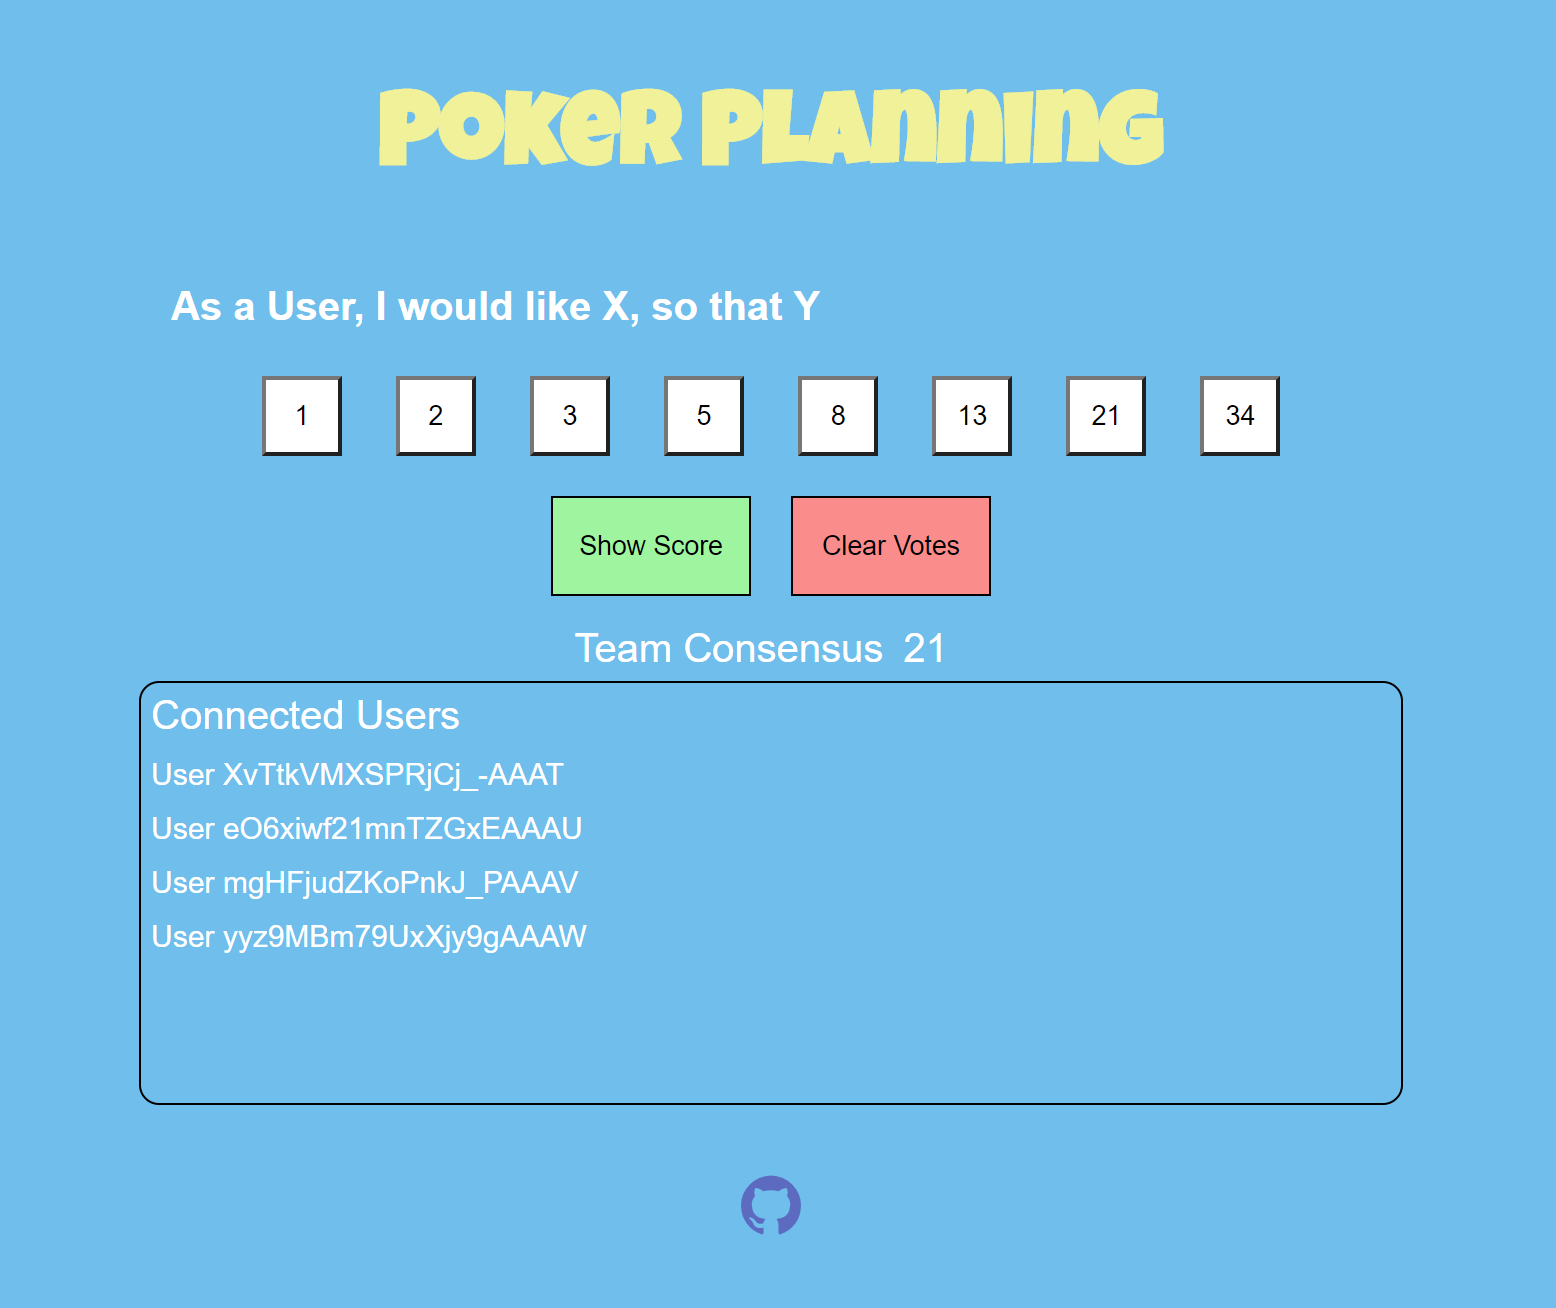 POKER PLANNING
As a User, I would like X, so that Y
1 2 3 5 8 13 21 34
Show Score Clear Votes
Team Consensus 21
Connected Users
User XvTtkVMXSPRjCj_-AAAT
User eO6xiwf21mnTZGxEAAAU
User mgHFjudZKoPnkJ_PAAAV
User yyz9MBm79UxXjy9gAAAW